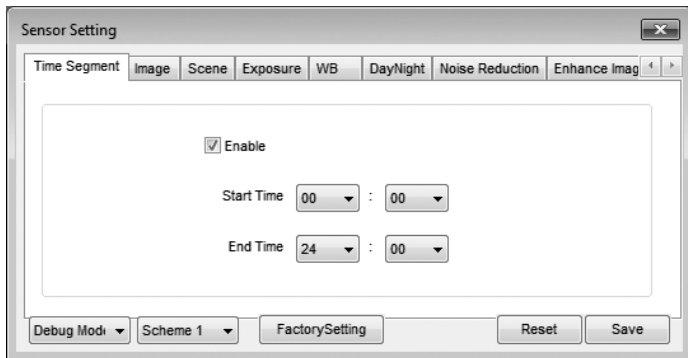 Sensor Setting
Time Segment Image Scene Exposure WB DayNight Noise Reduction Enhance Imag
Enable
Start Time 00 : 00
End Time 24 : 00
Debug Mod Scheme 1 FactorySetting Reset Save